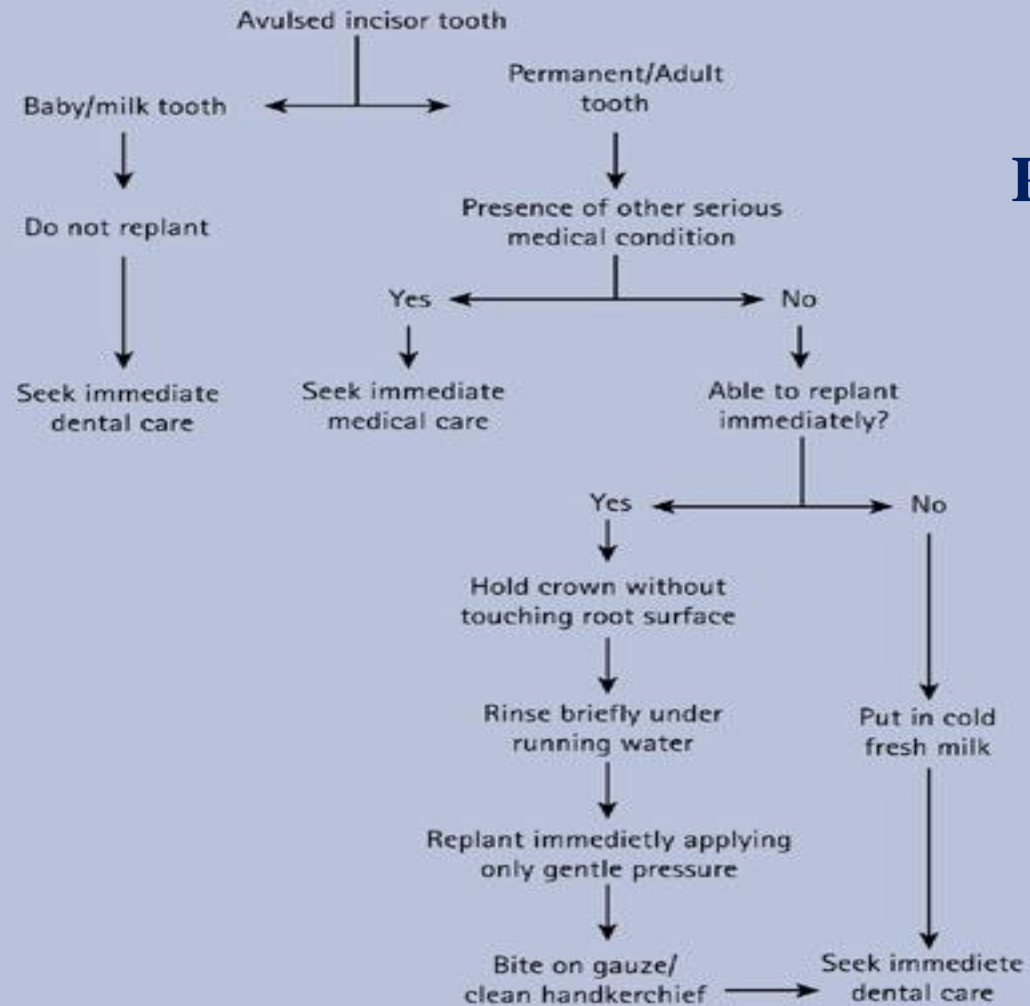 Avulsed incisor tooth
Baby/milk tooth
Permanent/Adult
tooth
Do not replant
Presence of other serious
medical condition
Yes
No
Seek immediate
dental care
Seek immediate
medical care
Able to replant
immediately?
Yes
No
Hold crown without
touching root surface
Rinse briefly under
running water
Put in cold
fresh milk
Replant immedictly applying
only gentle pressure
Bite on gauze/
clean handkerchief
Seek immediete
dental care